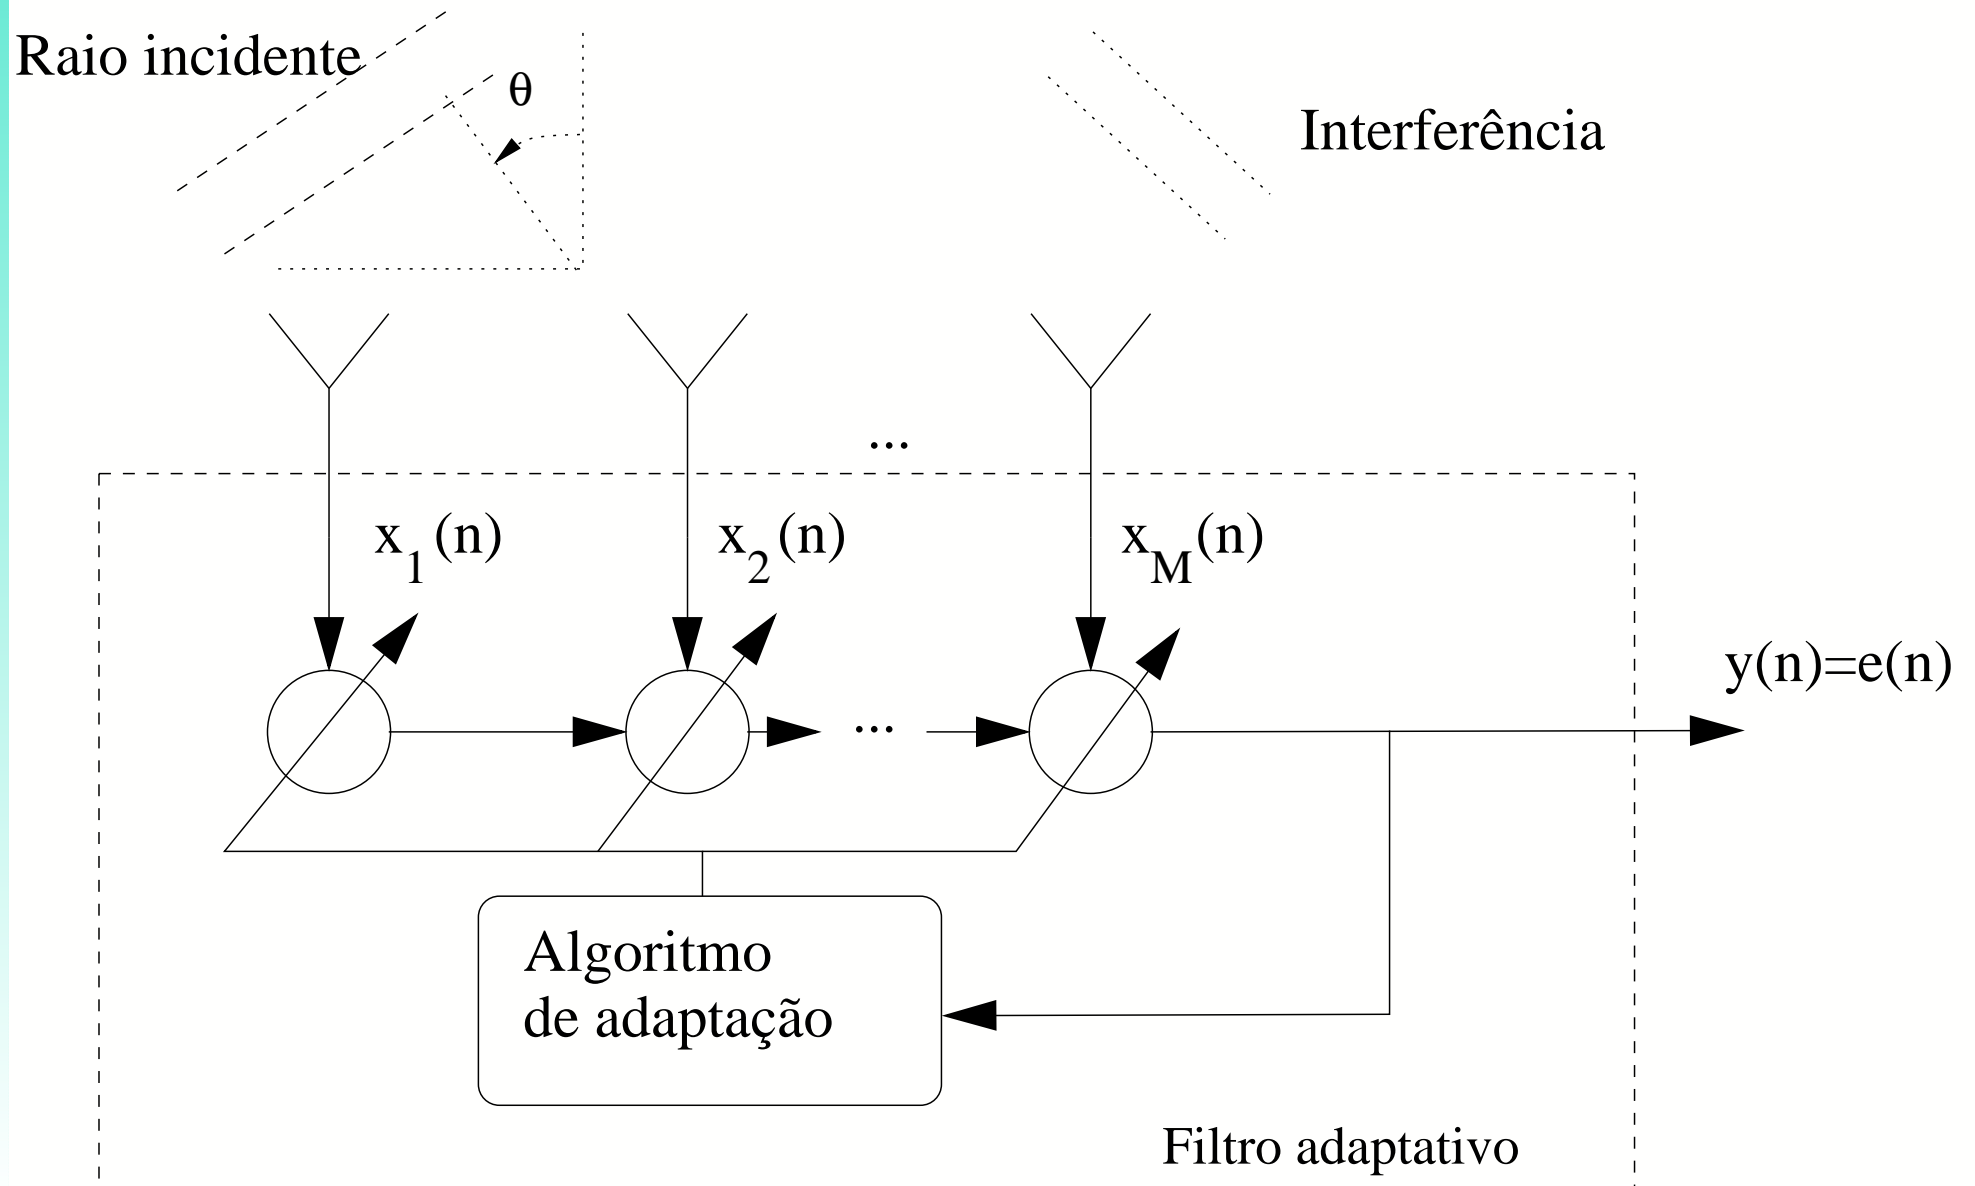 Raio incidente
θ
Interferência
...
x1(n)
x2(n)
xM(n)
y(n)=e(n)
...
Algoritmo
de adaptação
Filtro adaptativo